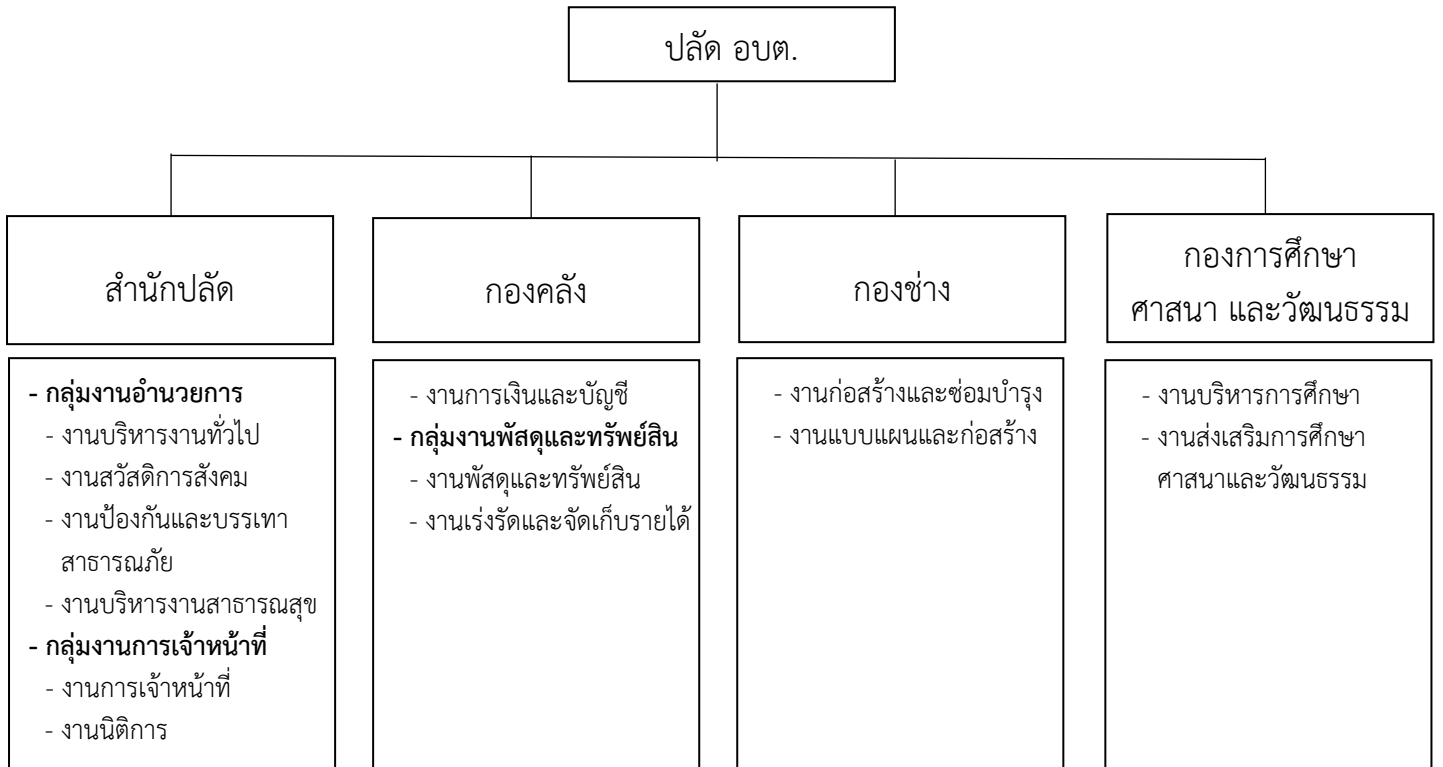 ปลัด อบต.
สำนักปลัด
- กลุ่มงานอำนวยการ
- งานบริหารงานทั่วไป
- งานสวัสดิการสังคม
- งานป้องกันและบรรเทา
สาธารณภัย
- งานบริหารงานสาธารณสุข
- กลุ่มงานการเจ้าหน้าที่
- งานการเจ้าหน้าที่
- งานนิติการ
กองคลัง
- งานการเงินและบัญชี
- กลุ่มงานพัสดุและทรัพย์สิน
- งานพัสดุและทรัพย์สิน
- งานเร่งรัดและจัดเก็บรายได้
กองช่าง
- งานก่อสร้างและซ่อมบำรุง
- งานแบบแผนและก่อสร้าง
กองการศึกษา
ศาสนา และวัฒนธรรม
- งานบริหารการศึกษา
- งานส่งเสริมการศึกษา
ศาสนาและวัฒนธรรม